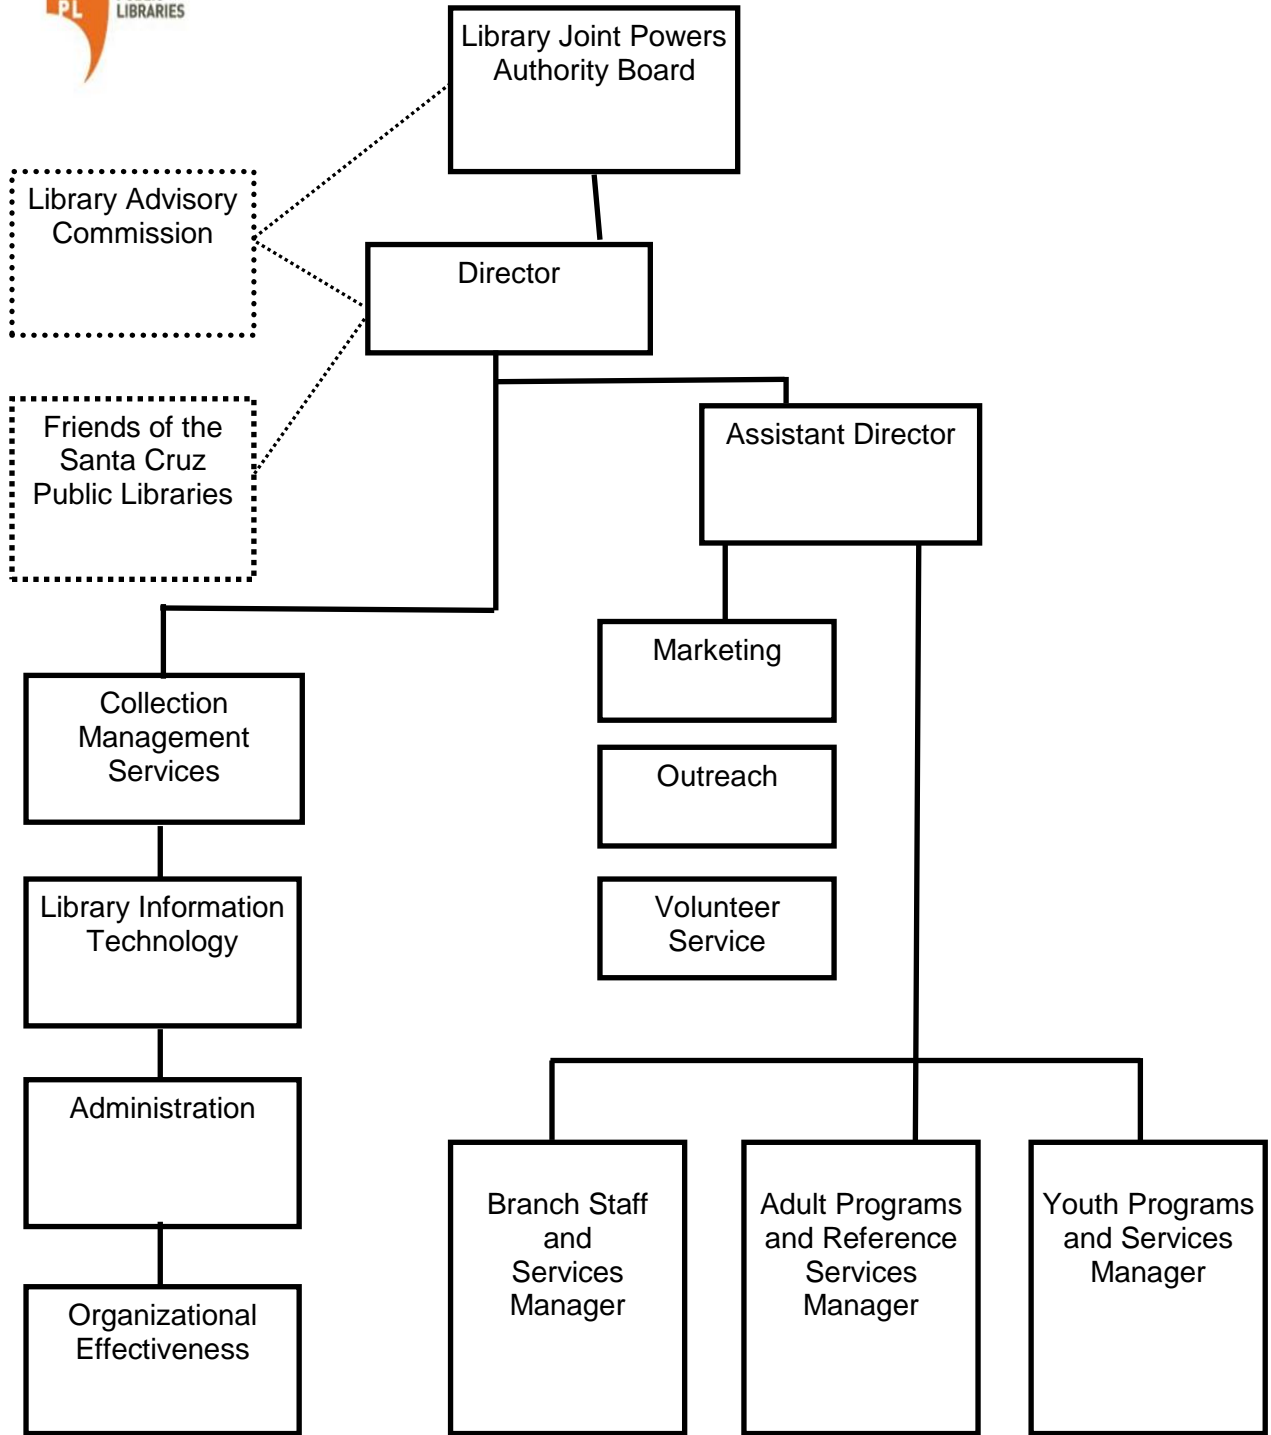 PL
LIBRARIES
Library Joint Powers
Authority Board
Library Advisory
Commission
Director
Friends of the
Santa Cruz
Public Libraries
Assistant Director
Marketing
Collection
Management
Services
Outreach
Library Information
Technology
Volunteer
Service
Administration
Branch Staff
and
Services
Manager
Adult Programs
and Reference
Services
Manager
Youth Programs
and Services
Manager
Organizational
Effectiveness